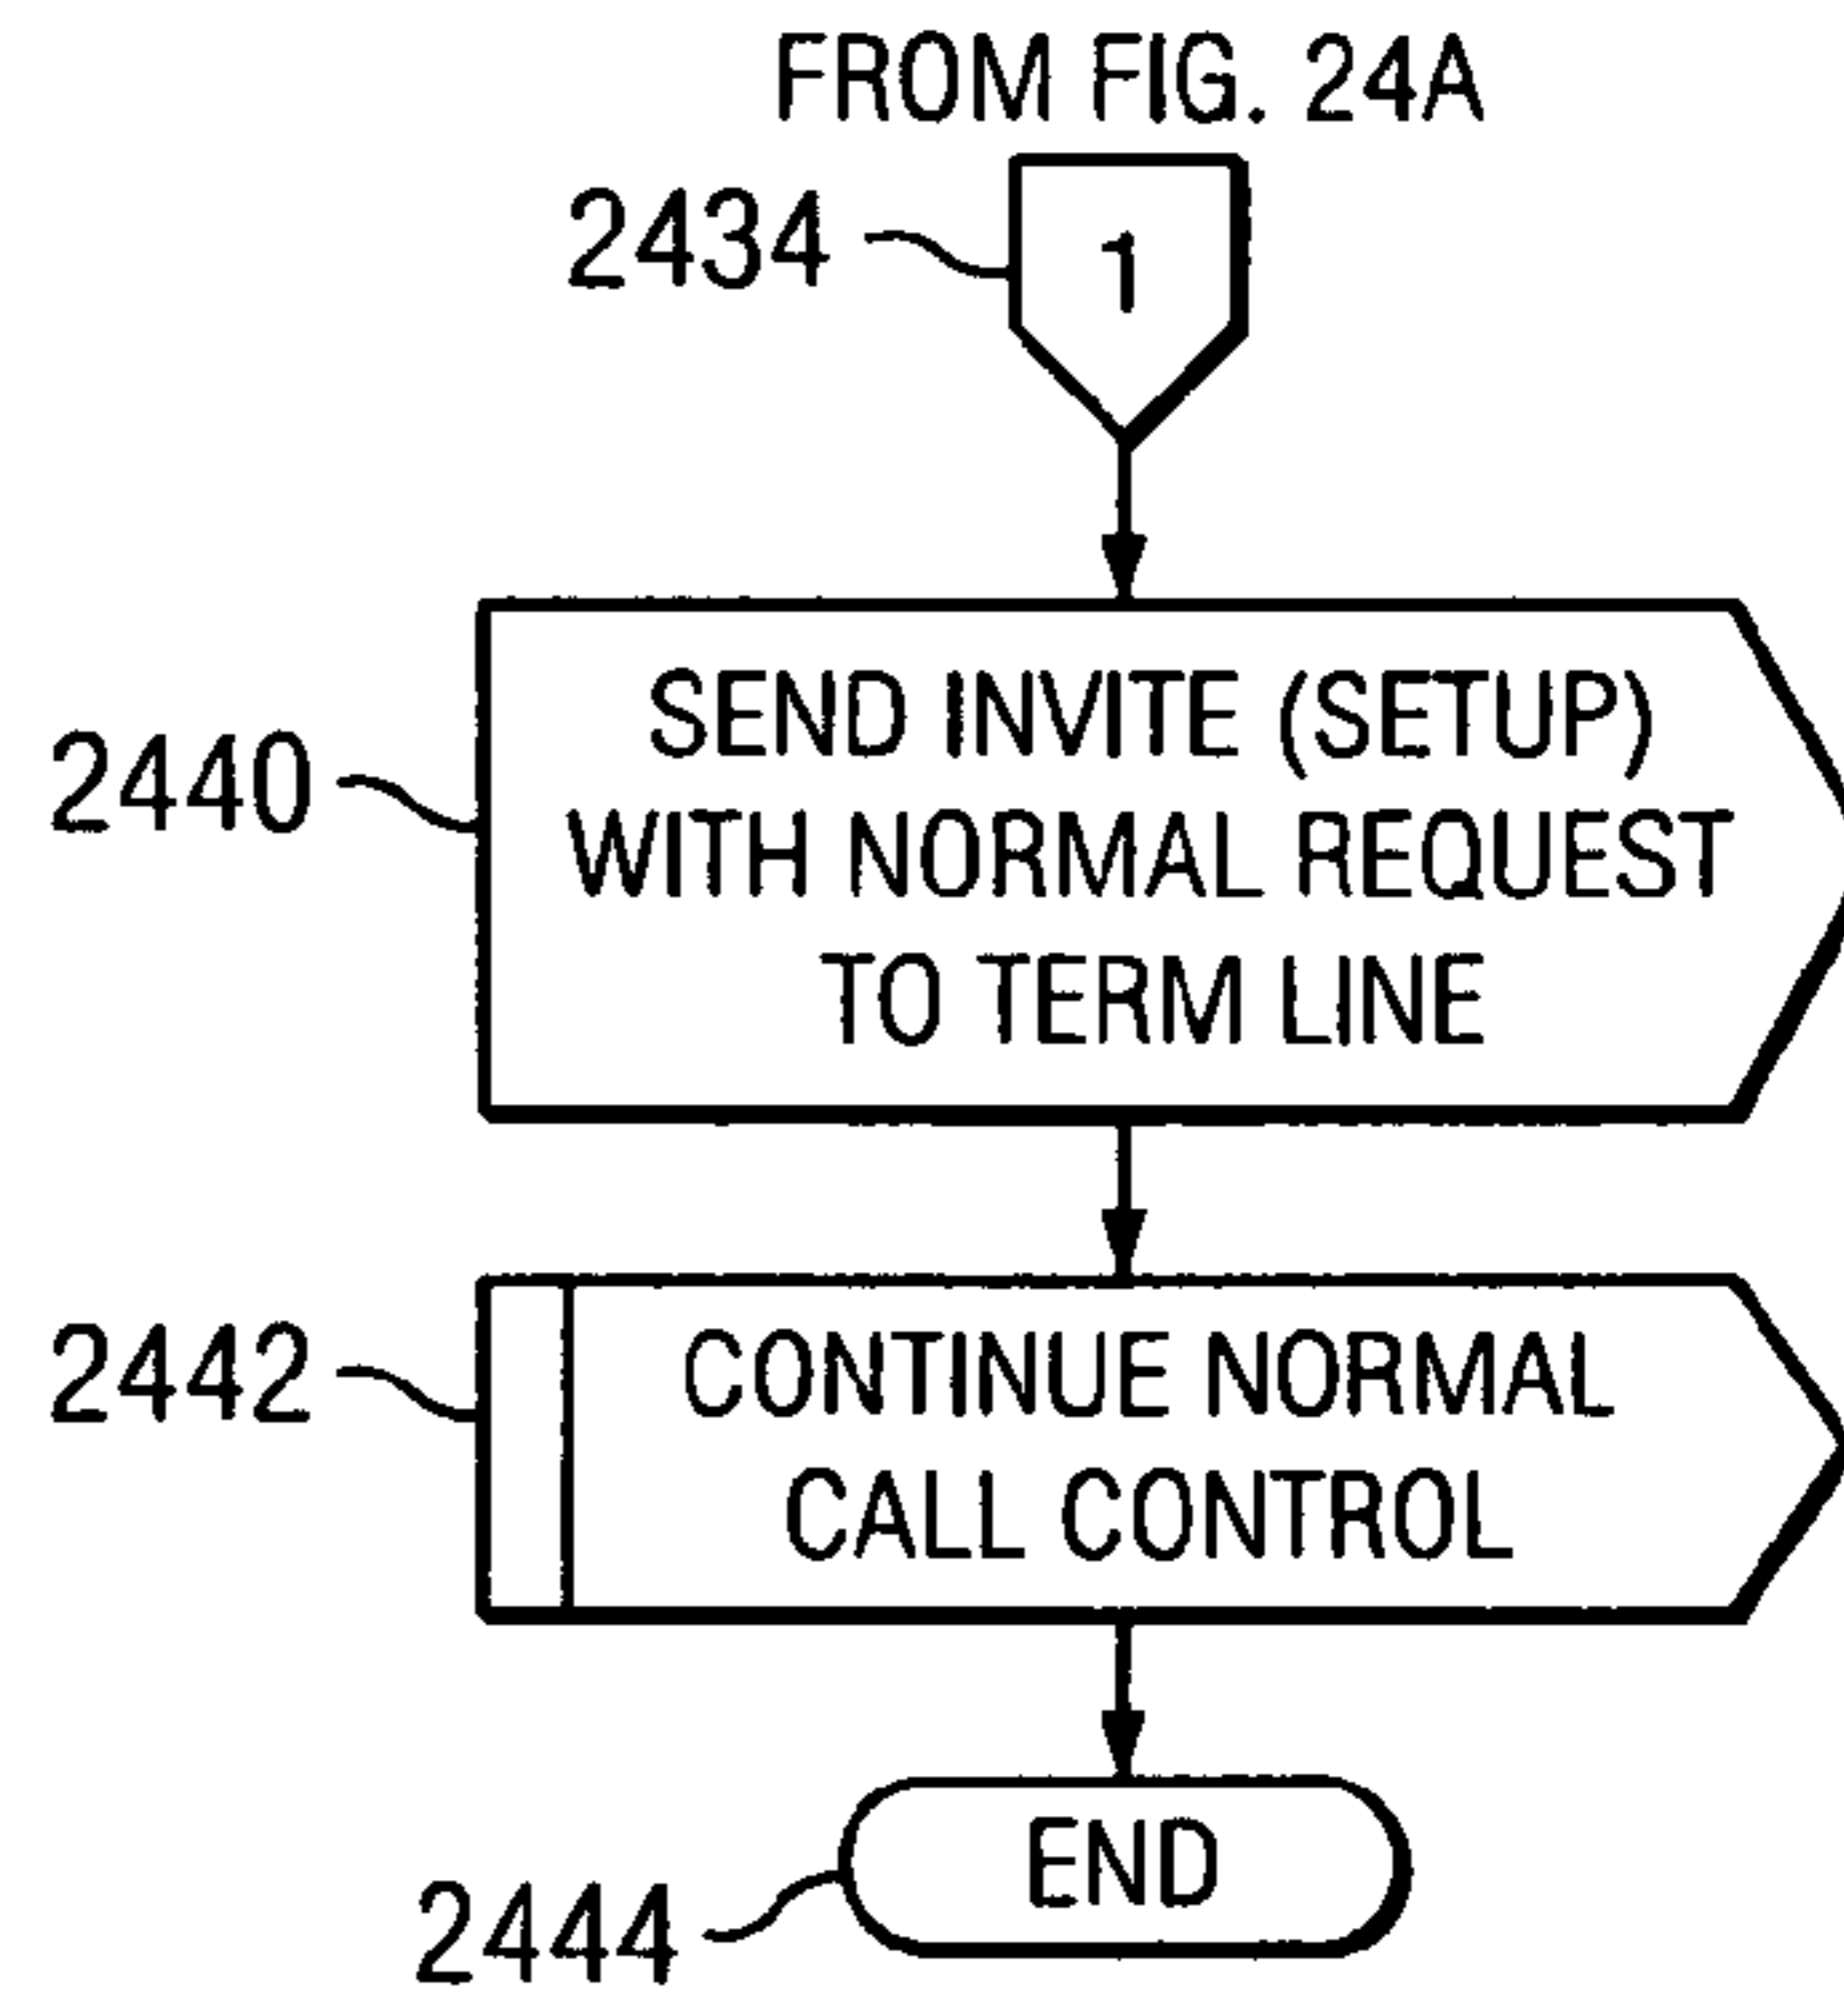 FROM FIG. 24A
2434
1
2440
SEND INVITE (SETUP)
WITH NORMAL REQUEST
TO TERM LINE
2442
CONTINUE NORMAL
CALL CONTROL
2444
END